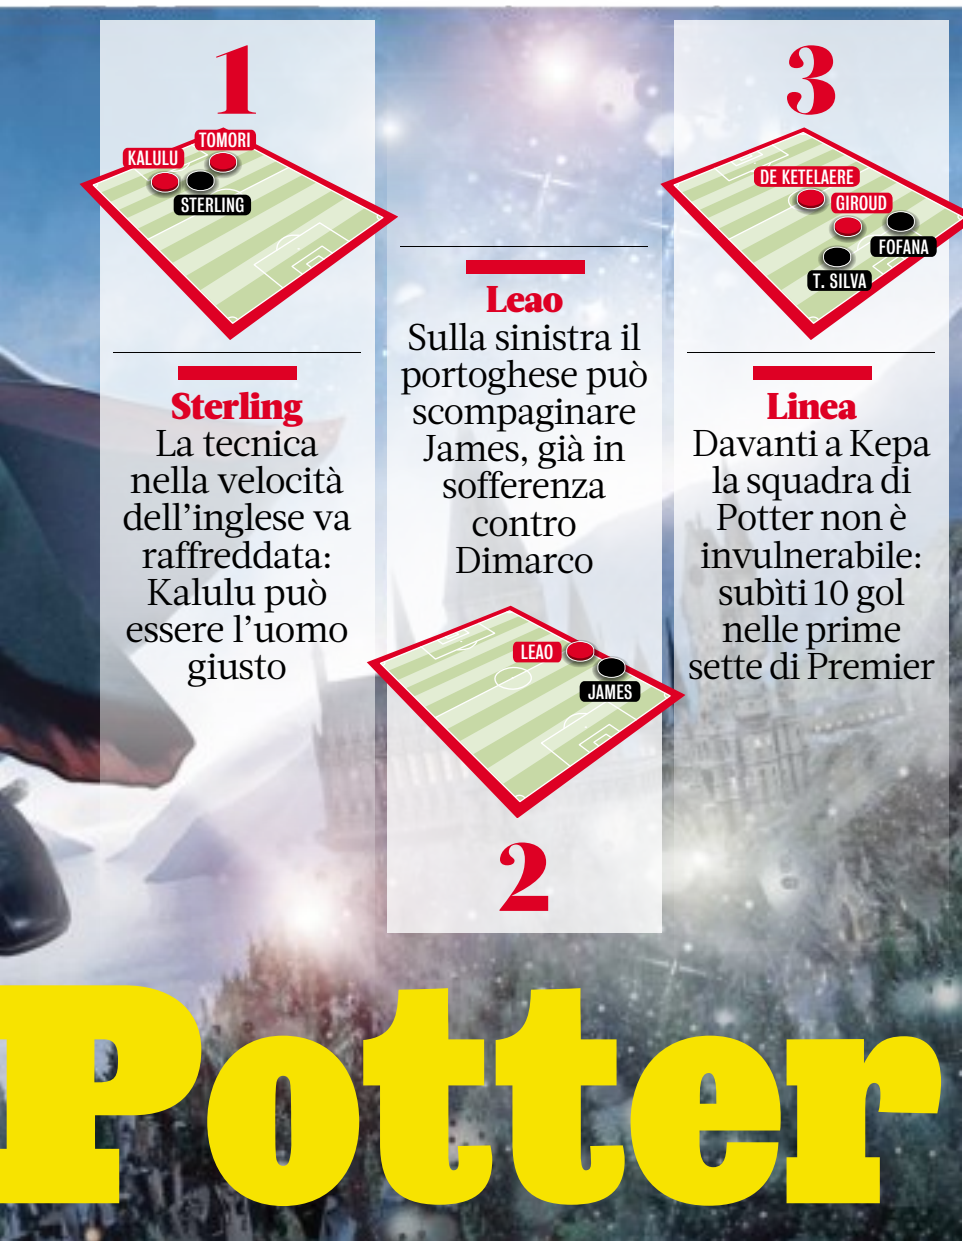 1
TOMORI
KALULU
STERLING
Sterling
La tecnica
nella velocità
dell’inglese va
raffreddata:
Kalulu può
essere l’uomo
giusto
Leao
Sulla sinistra il
portoghese può
scompaginare
James, già in
sofferenza
contro
Dimarco
LEAO
JAMES
2
3
DE KETELAERE
GIROUD
FOFANA
T. SILVA
Linea
Davanti a Kepa
la squadra di
Potter non è
invulnerabile:
subìti 10 gol
nelle prime
sette di Premier
Potter